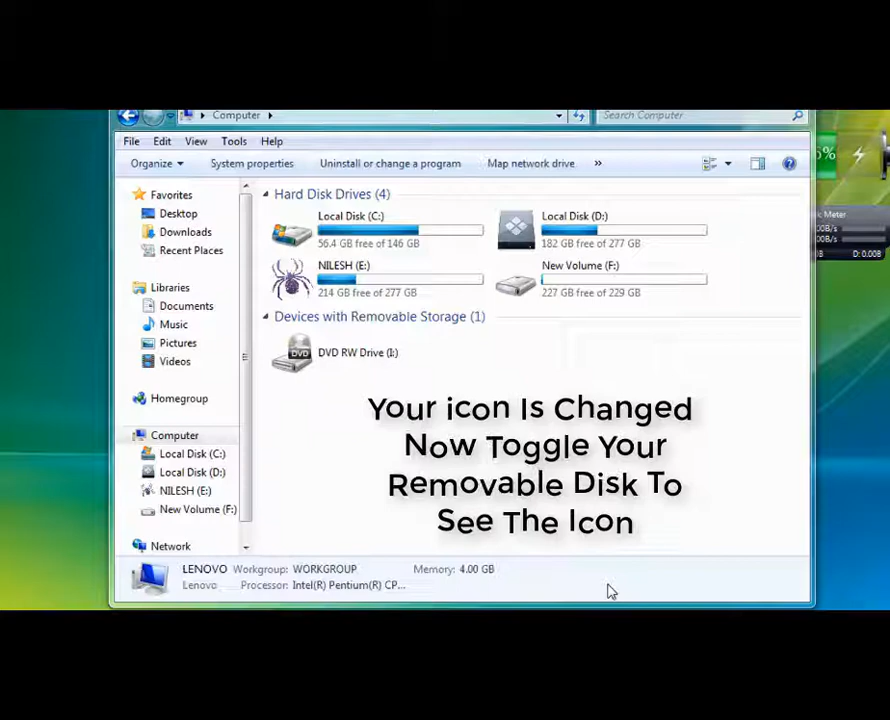 Computer
Search Computer
File Edit View Tools Help
Organize System properties Uninstall or change a program Map network drive »
Favorites
Desktop
Downloads
Recent Places
Libraries
Documents
Music
Pictures
Videos
Homegroup
Computer
Local Disk (C:)
Local Disk (D:)
NILESH (E:)
New Volume (F:)
Network
Hard Disk Drives (4)
Local Disk (C:)
56.4 GB free of 146 GB
Local Disk (D:)
182 GB free of 277 GB
NILESH (E:)
214 GB free of 277 GB
New Volume (F:)
227 GB free of 229 GB
Devices with Removable Storage (1)
DVD
DVD RW Drive (I:)
Your icon Is Changed
Now Toggle Your
Removable Disk To
See The Icon
LENOVO Workgroup: WORKGROUP Memory: 4.00 GB
Lenovo Processor: Intel(R) Pentium(R) CP...
Meter
D: 0.00B